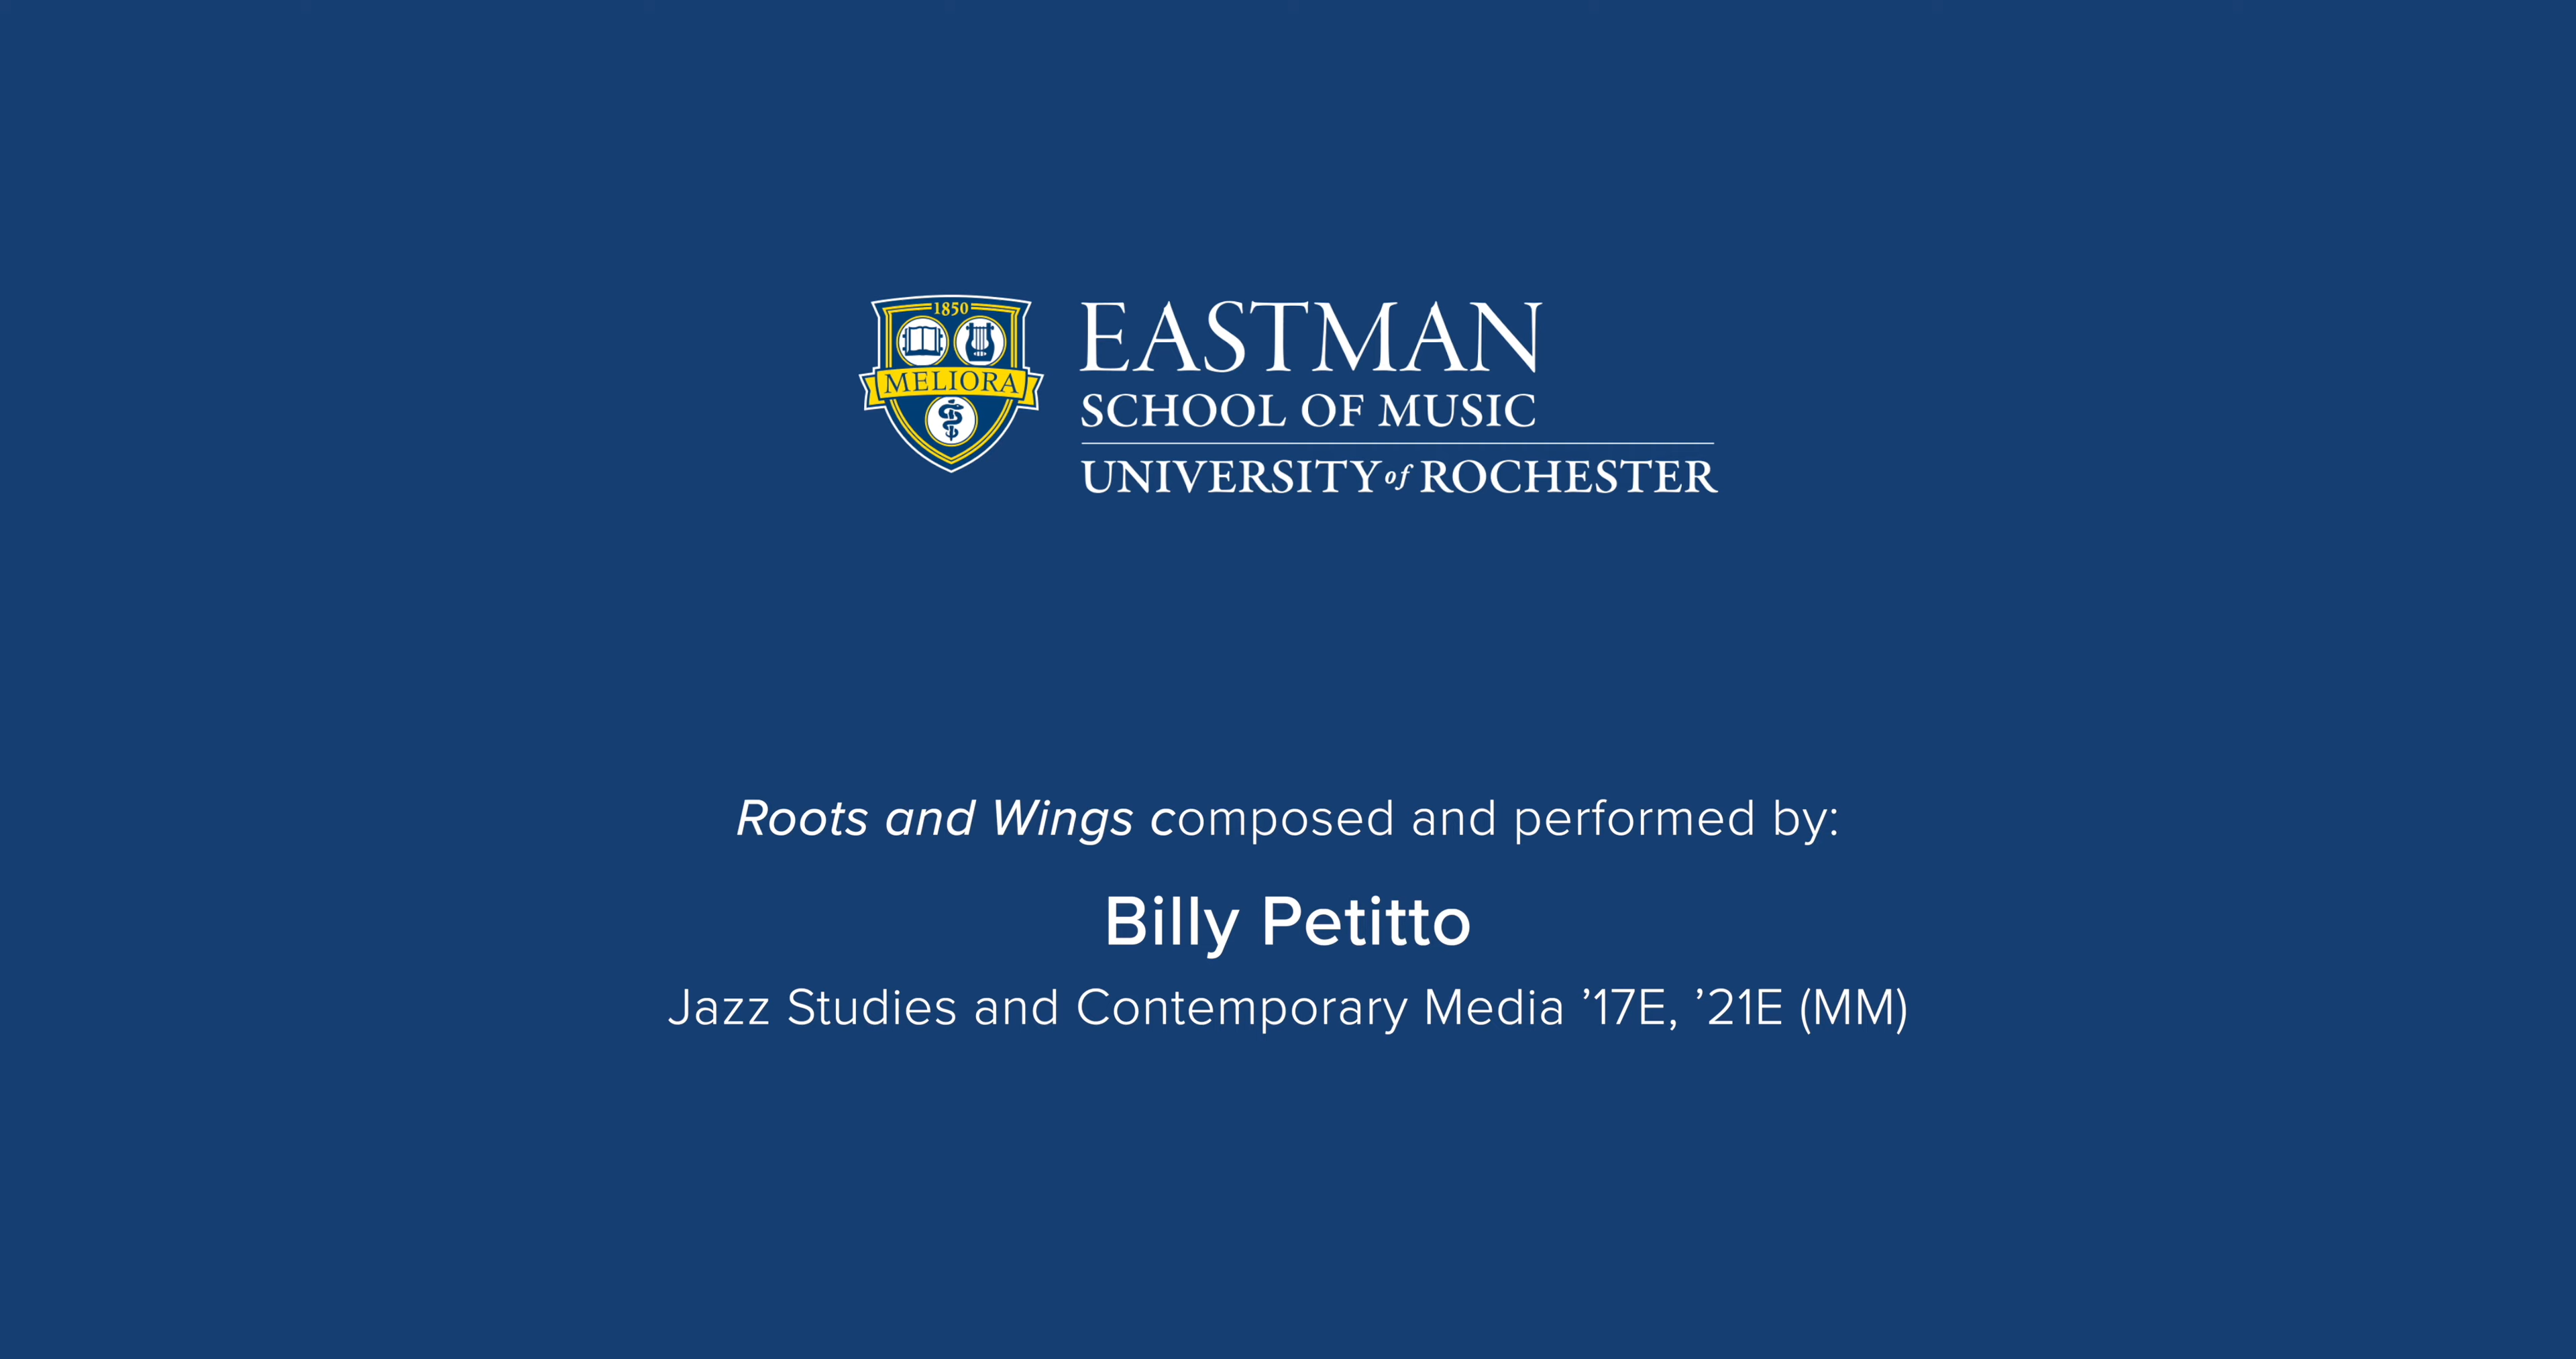 1850
MELIORA
EASTMAN
SCHOOL OF MUSIC
UNIVERSITY of ROCHESTER
Roots and Wings composed and performed by:
Billy Petitto
Jazz Studies and Contemporary Media ’17E, ’21E (MM)